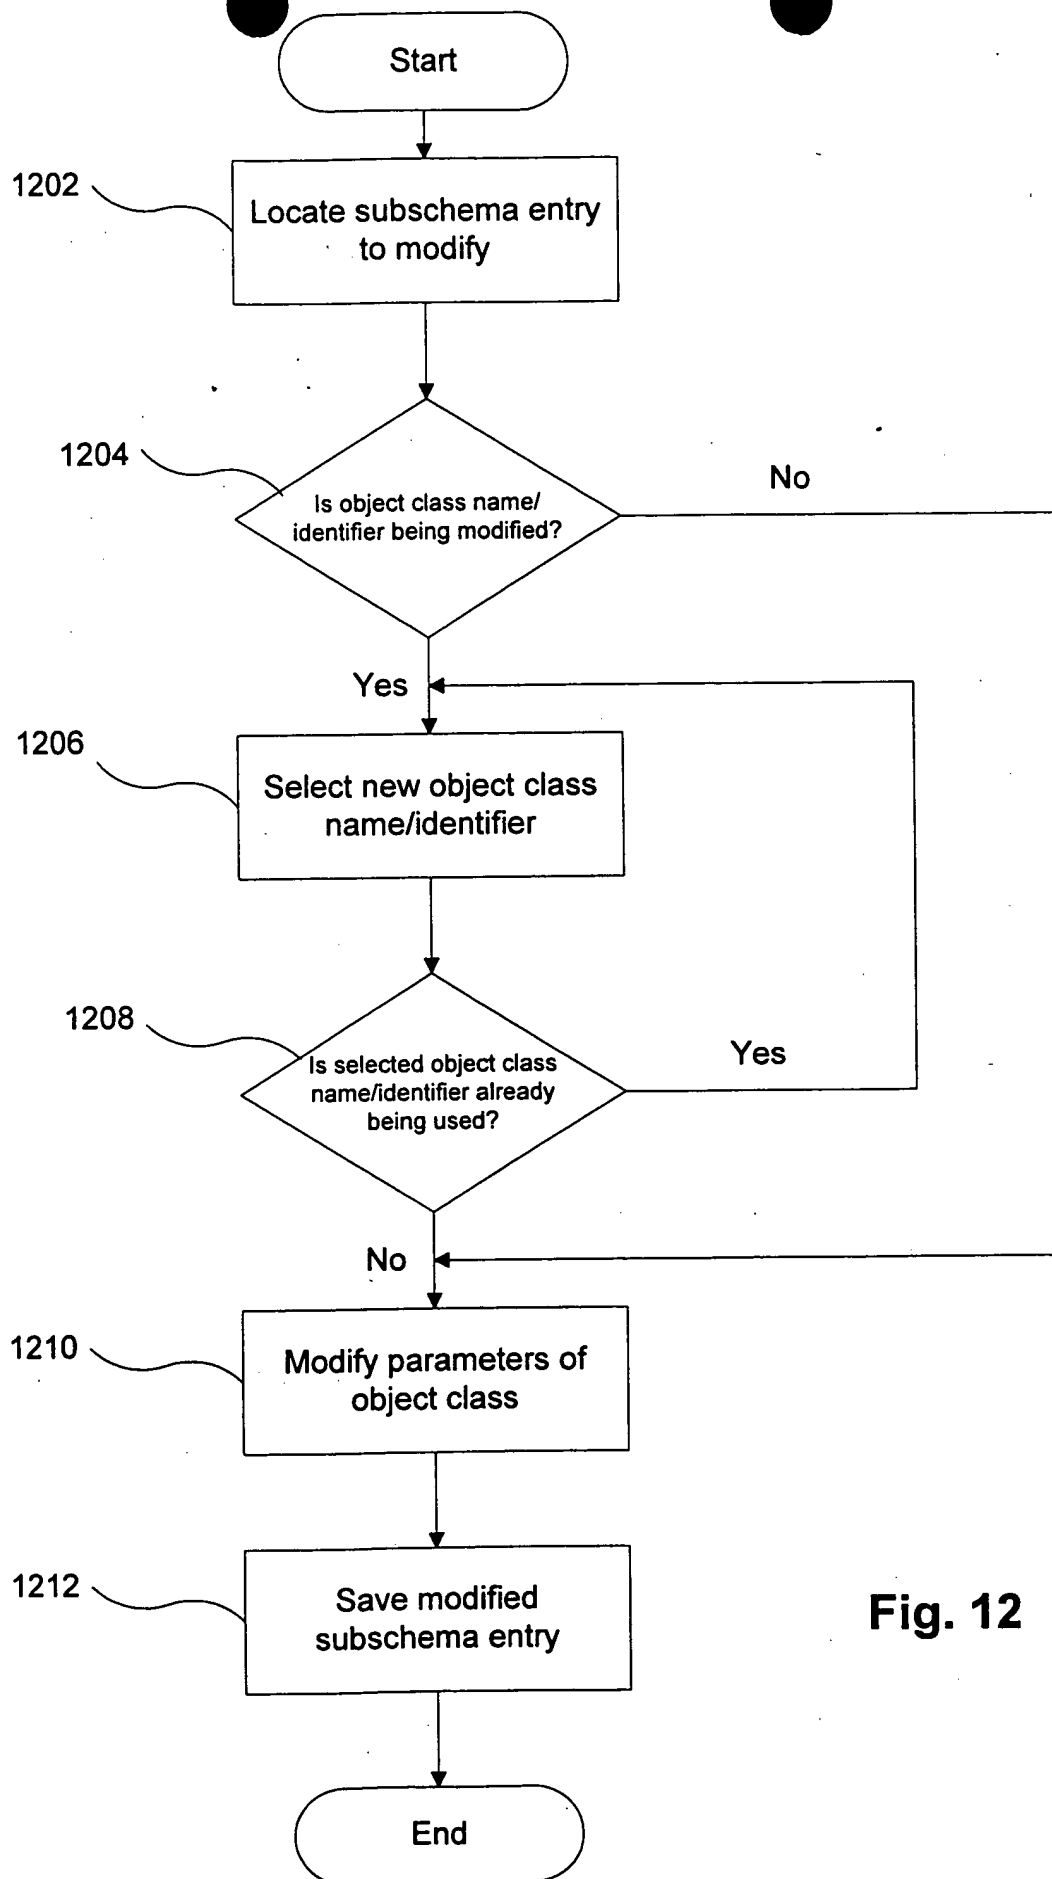 Start
1202
Locate subschema entry
to modify
1204
Is object class name/
identifier being modified?
No
Yes
1206
Select new object class
name/identifier
1208
Is selected object class
name/identifier already
being used?
Yes
No
1210
Modify parameters of
object class
1212
Save modified
subschema entry
Fig. 12
End